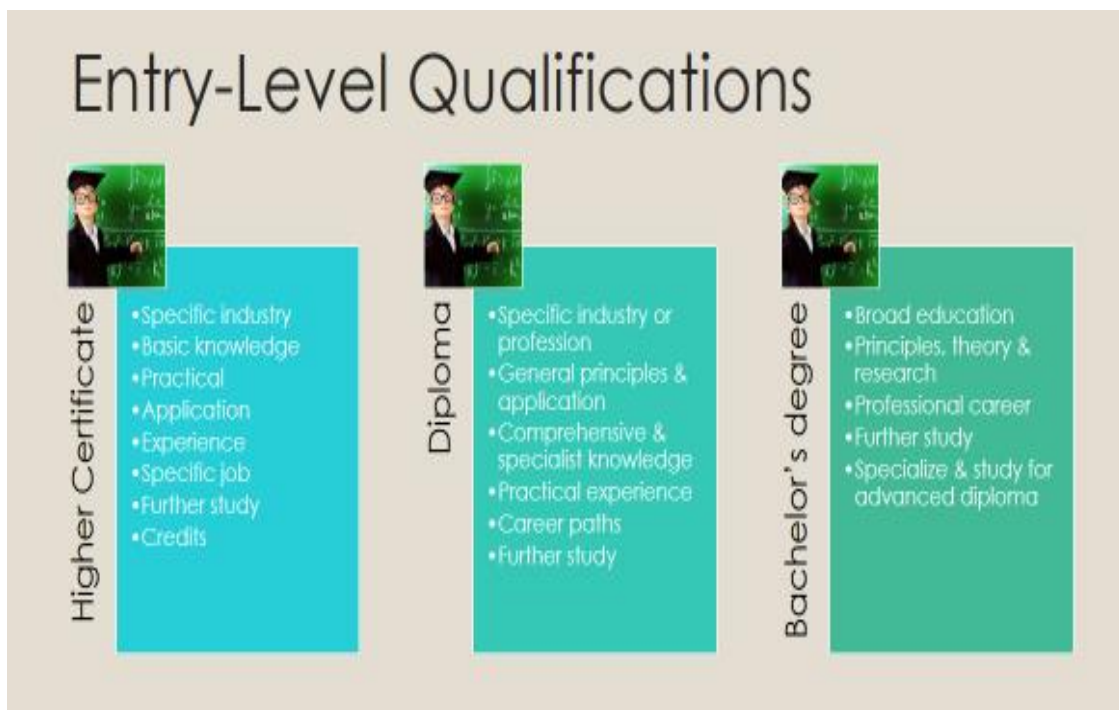 Entry-Level Qualifications
Higher Certificate
•Specific industry
•Basic knowledge
•Practical
•Application
•Experience
•Specific job
•Further study
•Credits
Diploma
•Specific industry or
profession
•General principles &
application
•Comprehensive &
specialist knowledge
•Practical experience
•Career paths
•Further study
Bachelor's degree
•Broad education
•Principles, theory &
research
•Professional career
•Further study
•Specialize & study for
advanced diploma